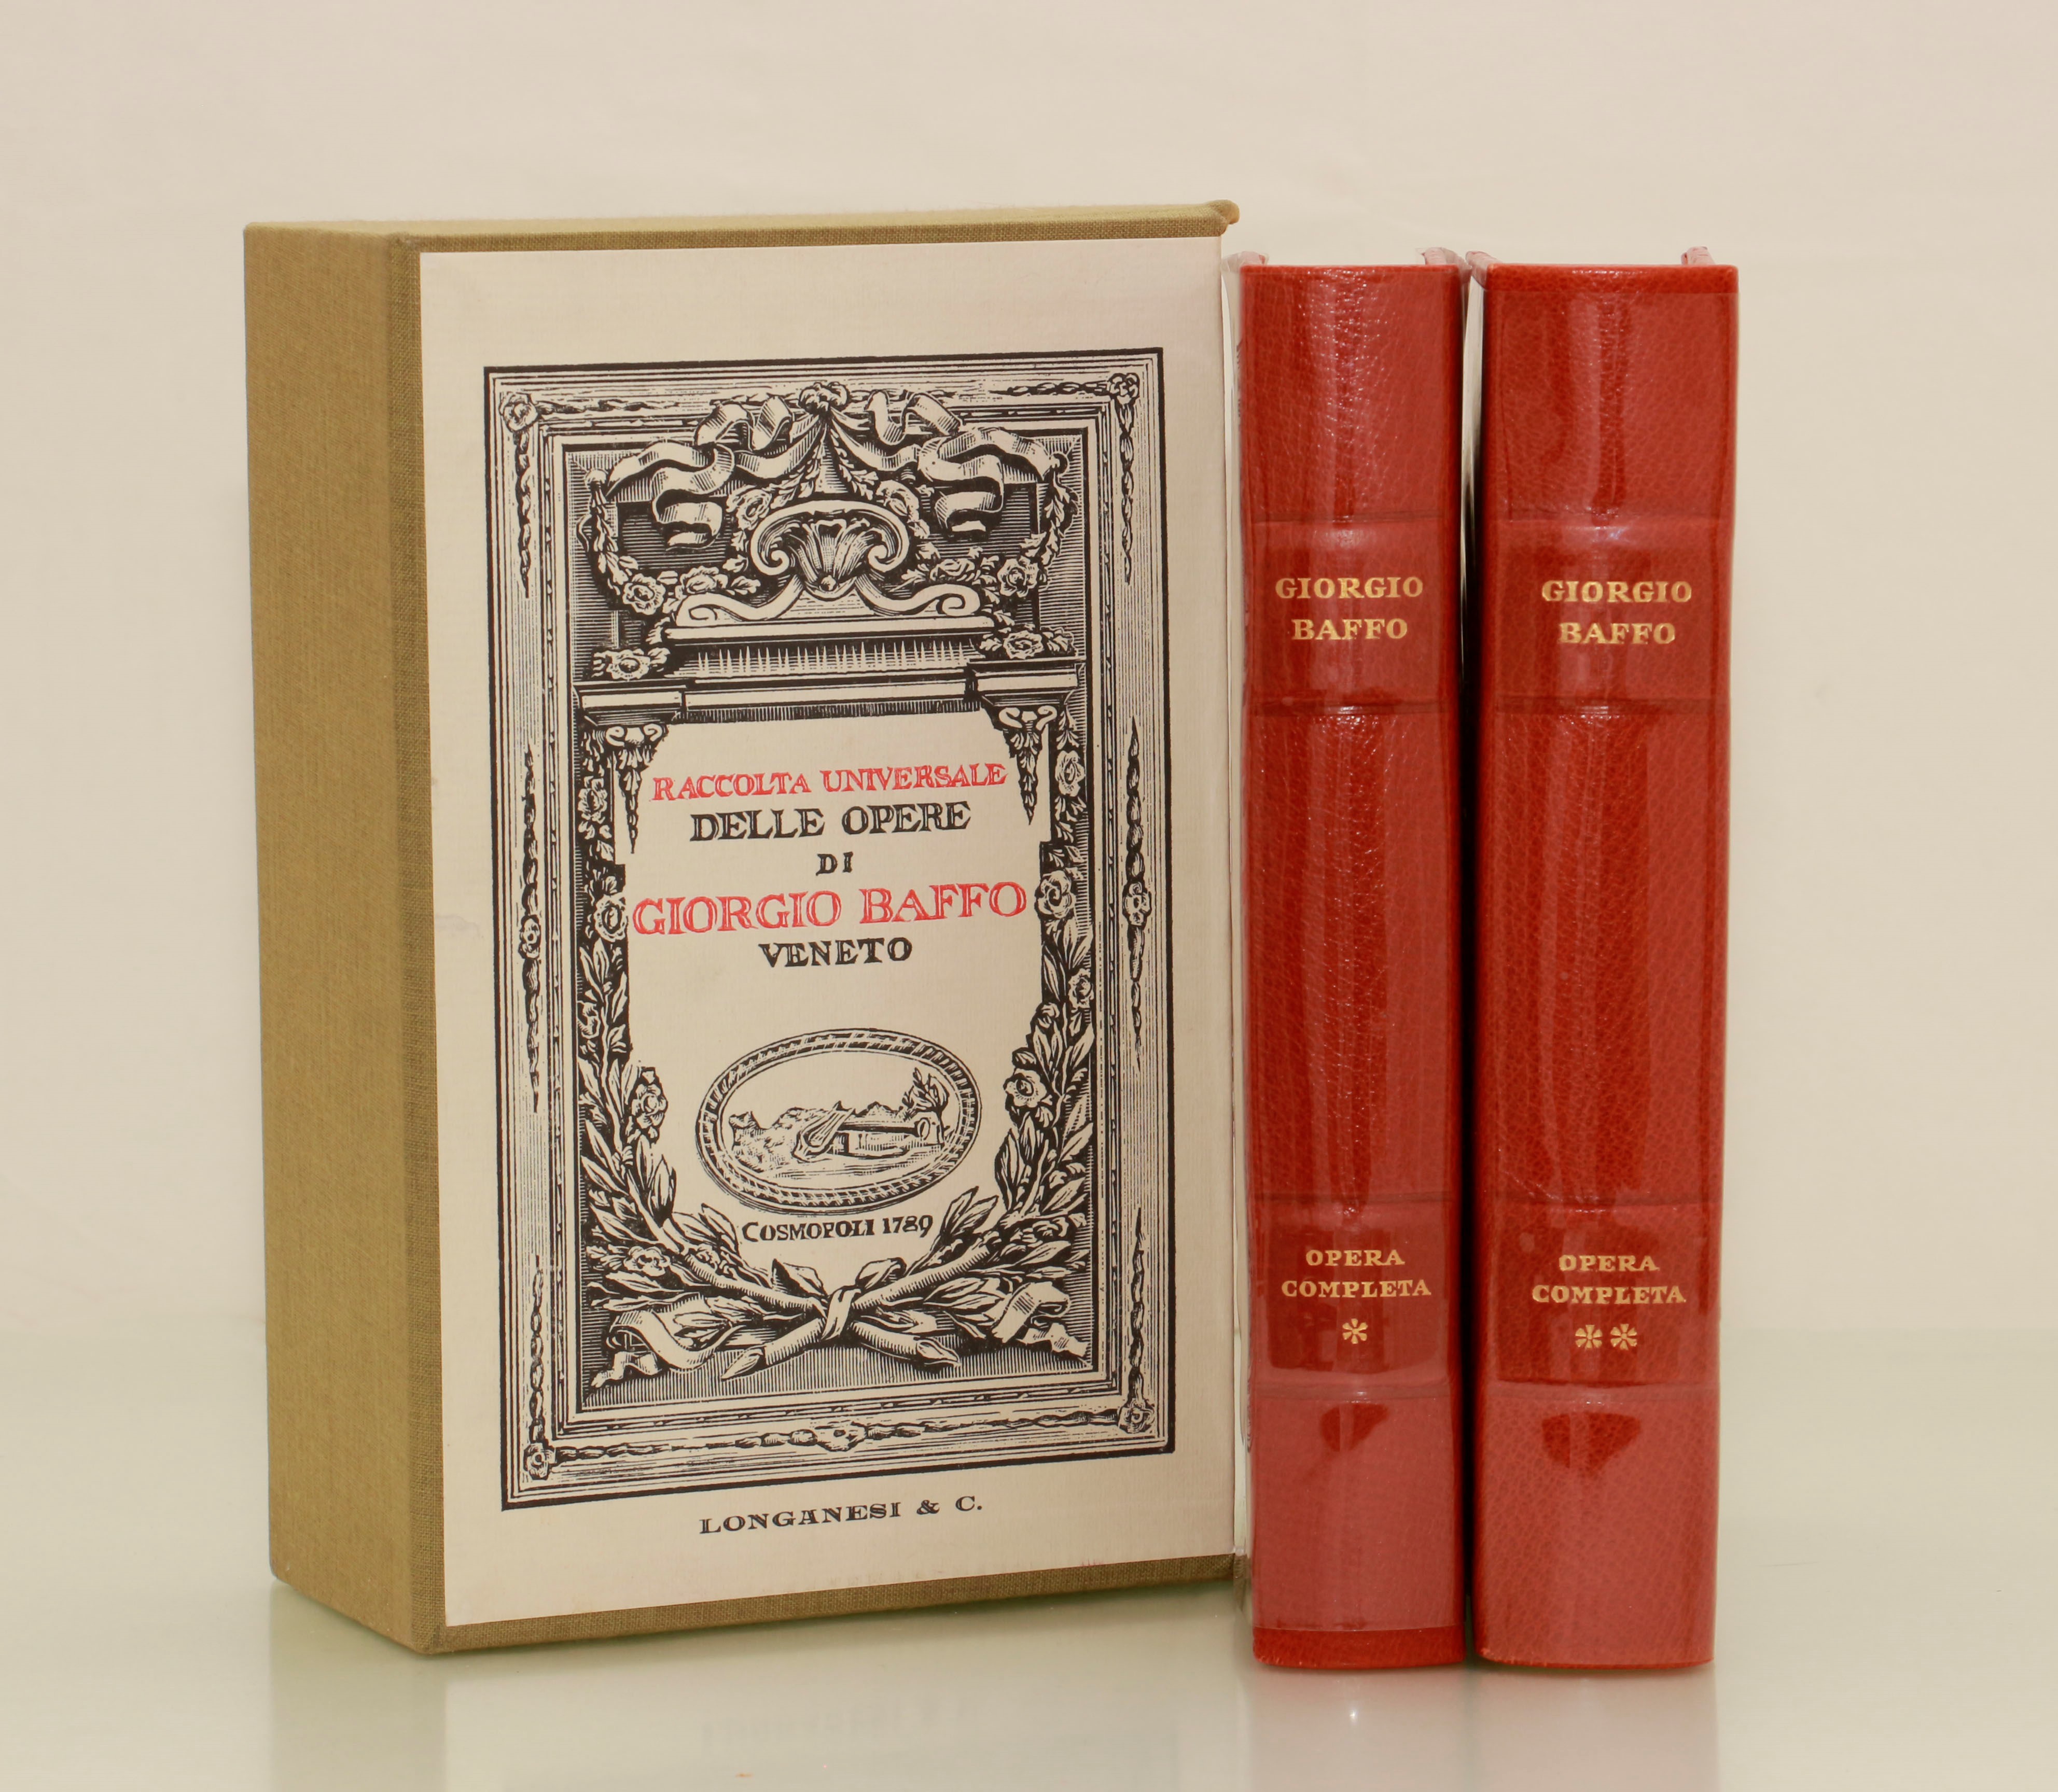 RACCOLTA UNIVERSALE
DELLE OPERE
DI
GIORGIO BAFFO
VENETO
COSMOPOLI 1789
LONGANESI & C.
GIORGIO
BAFFO
OPERA
COMPLETA
*
GIORGIO
BAFFO
OPERA
COMPLETA
**